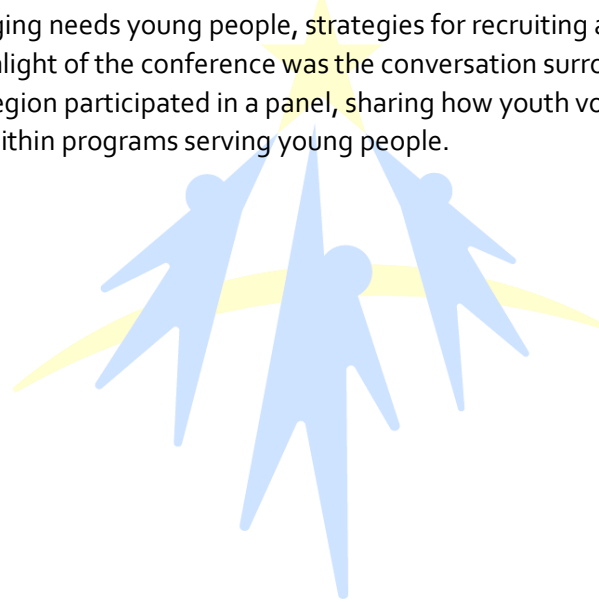 ging needs young people, strategies for recruiting a
light of the conference was the conversation surro
egion participated in a panel, sharing how youth vo
ithin programs serving young people.